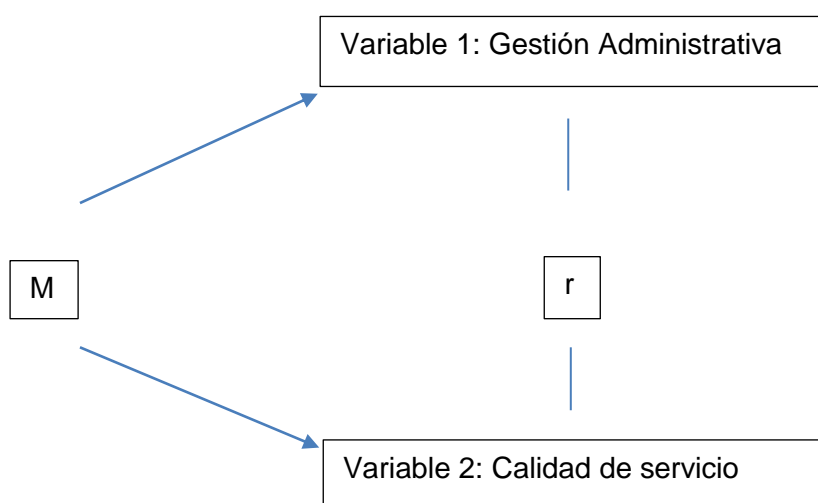 Variable 1: Gestión Administrativa
M
r
Variable 2: Calidad de servicio